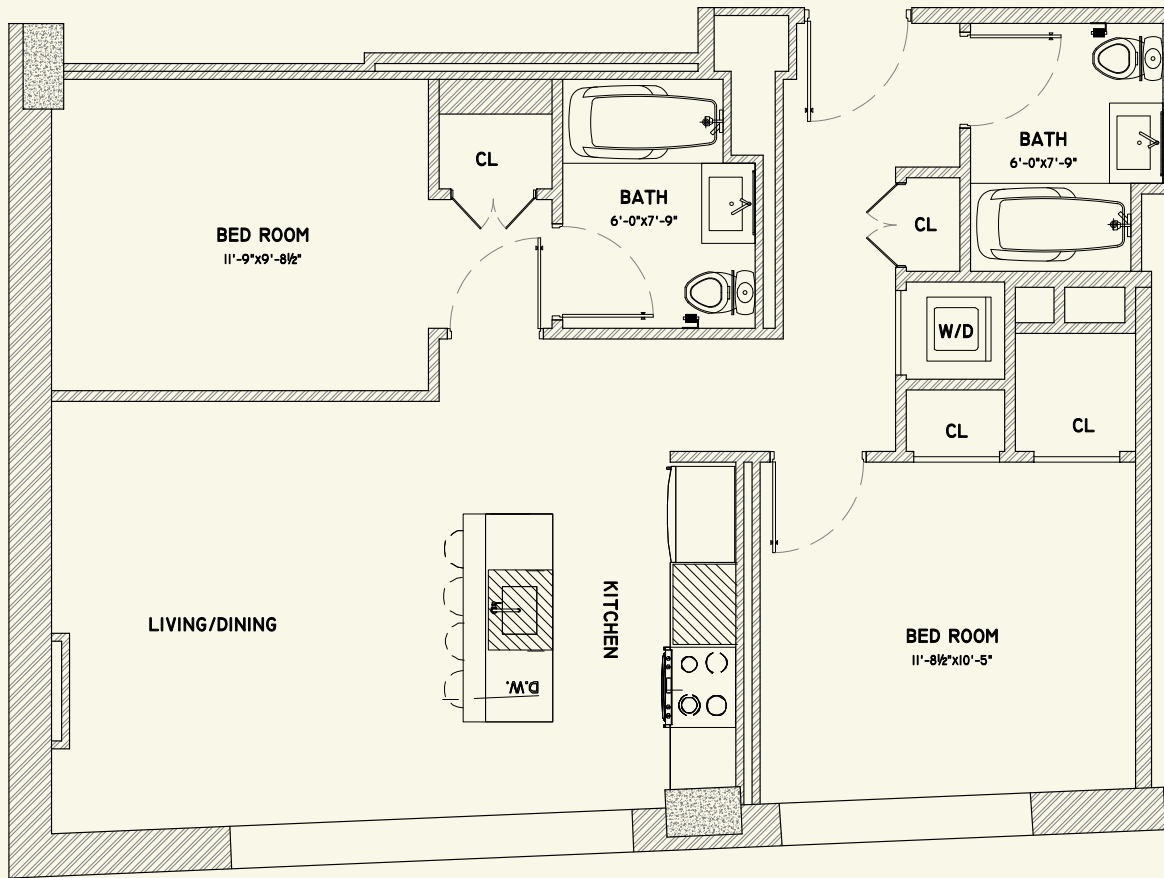 BATH
6'-0"x7'-9"
CL
BATH
6'-0"x7'-9"
BED ROOM
11'-9"x9'-8½"
CL
W/D
CL
CL
KITCHEN
LIVING/DINING
BED ROOM
11'-8½"x10'-5"
D.W.